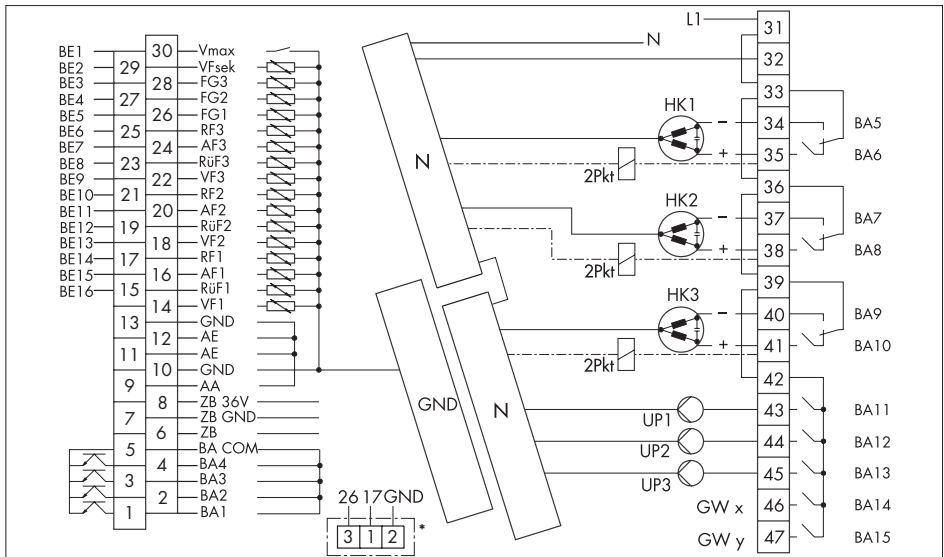 BE1 30 Vmax
BE2 29 VFsek
BE3 28 FG3
BE4 27 FG2
BE5 26 FG1
BE6 25 RF3
BE7 24 AF3
BE8 23 RüF3
BE9 22 VF3
BE10 21 RF2
BE11 20 AF2
BE12 19 RüF2
BE13 18 VF2
BE14 17 RF1
BE15 16 AF1
BE16 15 RüF1
14 VF1
13 GND
12 AE
11 AE
10 GND
9 AA
8 ZB 36V
7 ZB GND
6 ZB
5 BA COM
4 BA4
3 BA3
2 BA2
1 BA1
26 17 GND
3 1 2 *
N
GND
N
L1 31
N
32
33
HK1 − 34 BA5
+ 35 BA6
2Pkt
36
HK2 − 37 BA7
+ 38 BA8
2Pkt
39
HK3 − 40 BA9
+ 41 BA10
2Pkt
42
UP1 43 BA11
UP2 44 BA12
UP3 45 BA13
GW x 46 BA14
GW y 47 BA15